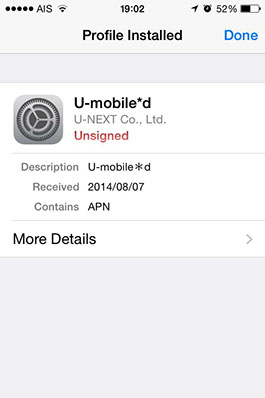 AIS 19:02 52%
Profile Installed Done
U-mobile*d
U-NEXT Co., Ltd.
Unsigned
Description U-mobile＊d
Received 2014/08/07
Contains APN
More Details